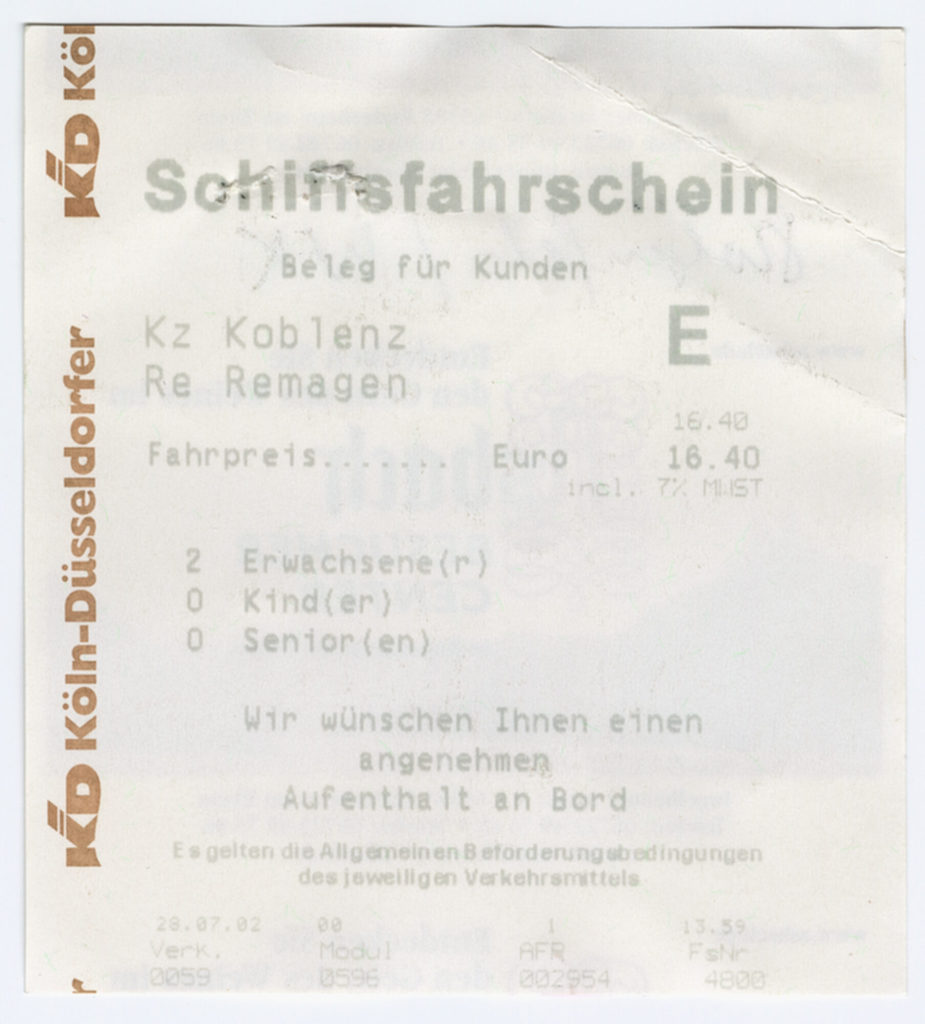 KD Köl
KD Köln-Düsseldorfer
r
Schiffsfahrschein
Beleg für Kunden
Kz Koblenz
E
Re Remagen
16.40
Fahrpreis....... Euro 16.40
incl. 7% MWST
2 Erwachsene(r)
0 Kind(er)
0 Senior(en)
Wir wünschen Ihnen einen
angenehmen
Aufenthalt an Bord
Es gelten die Allgemeinen Beförderungsbedingungen
des jeweiligen Verkehrsmittels
28.07.02 00 1 13.59
Verk. Modul AFR FsNr
0059 0596 002954 4800